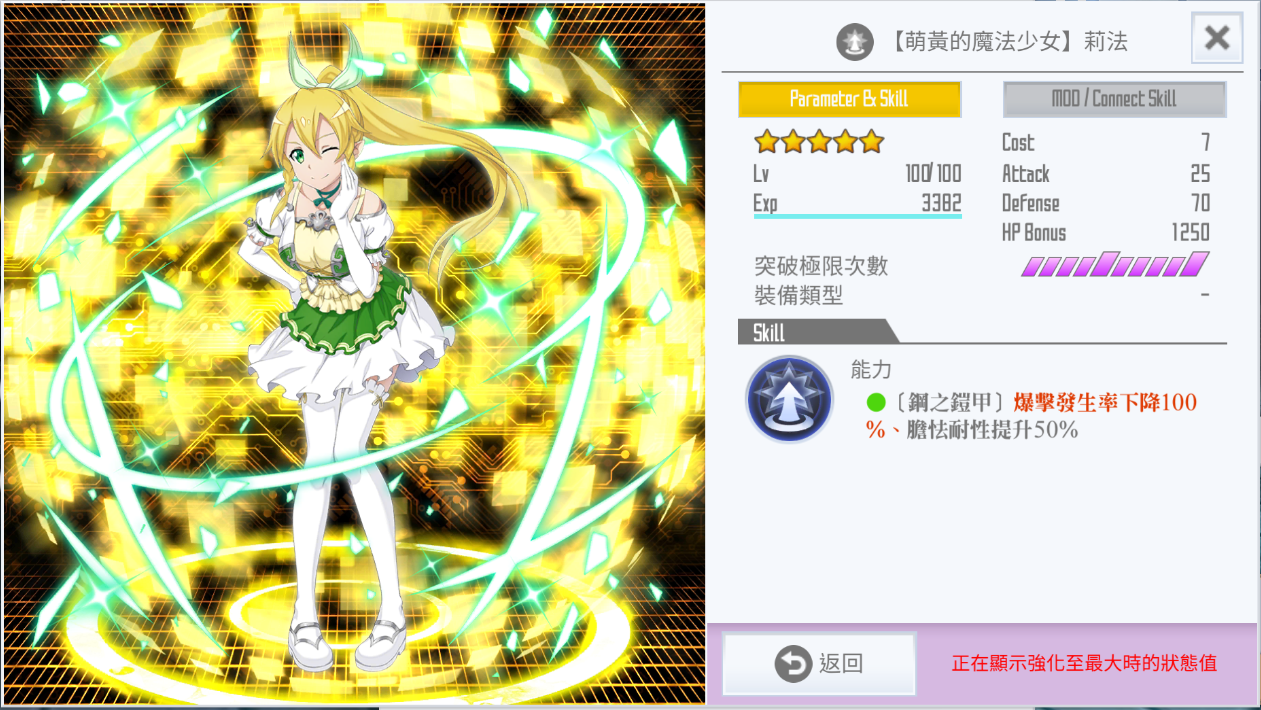 【萌黃的魔法少女】莉法
Parameter & Skill
MOD / Connect Skill
Lv 100/100
Exp 3382
突破極限次數
裝備類型 -
Cost 7
Attack 25
Defense 70
HP Bonus 1250
Skill
能力
〔鋼之鎧甲〕爆擊發生率下降100
%、膽怯耐性提升50%
返回
正在顯示強化至最大時的狀態值